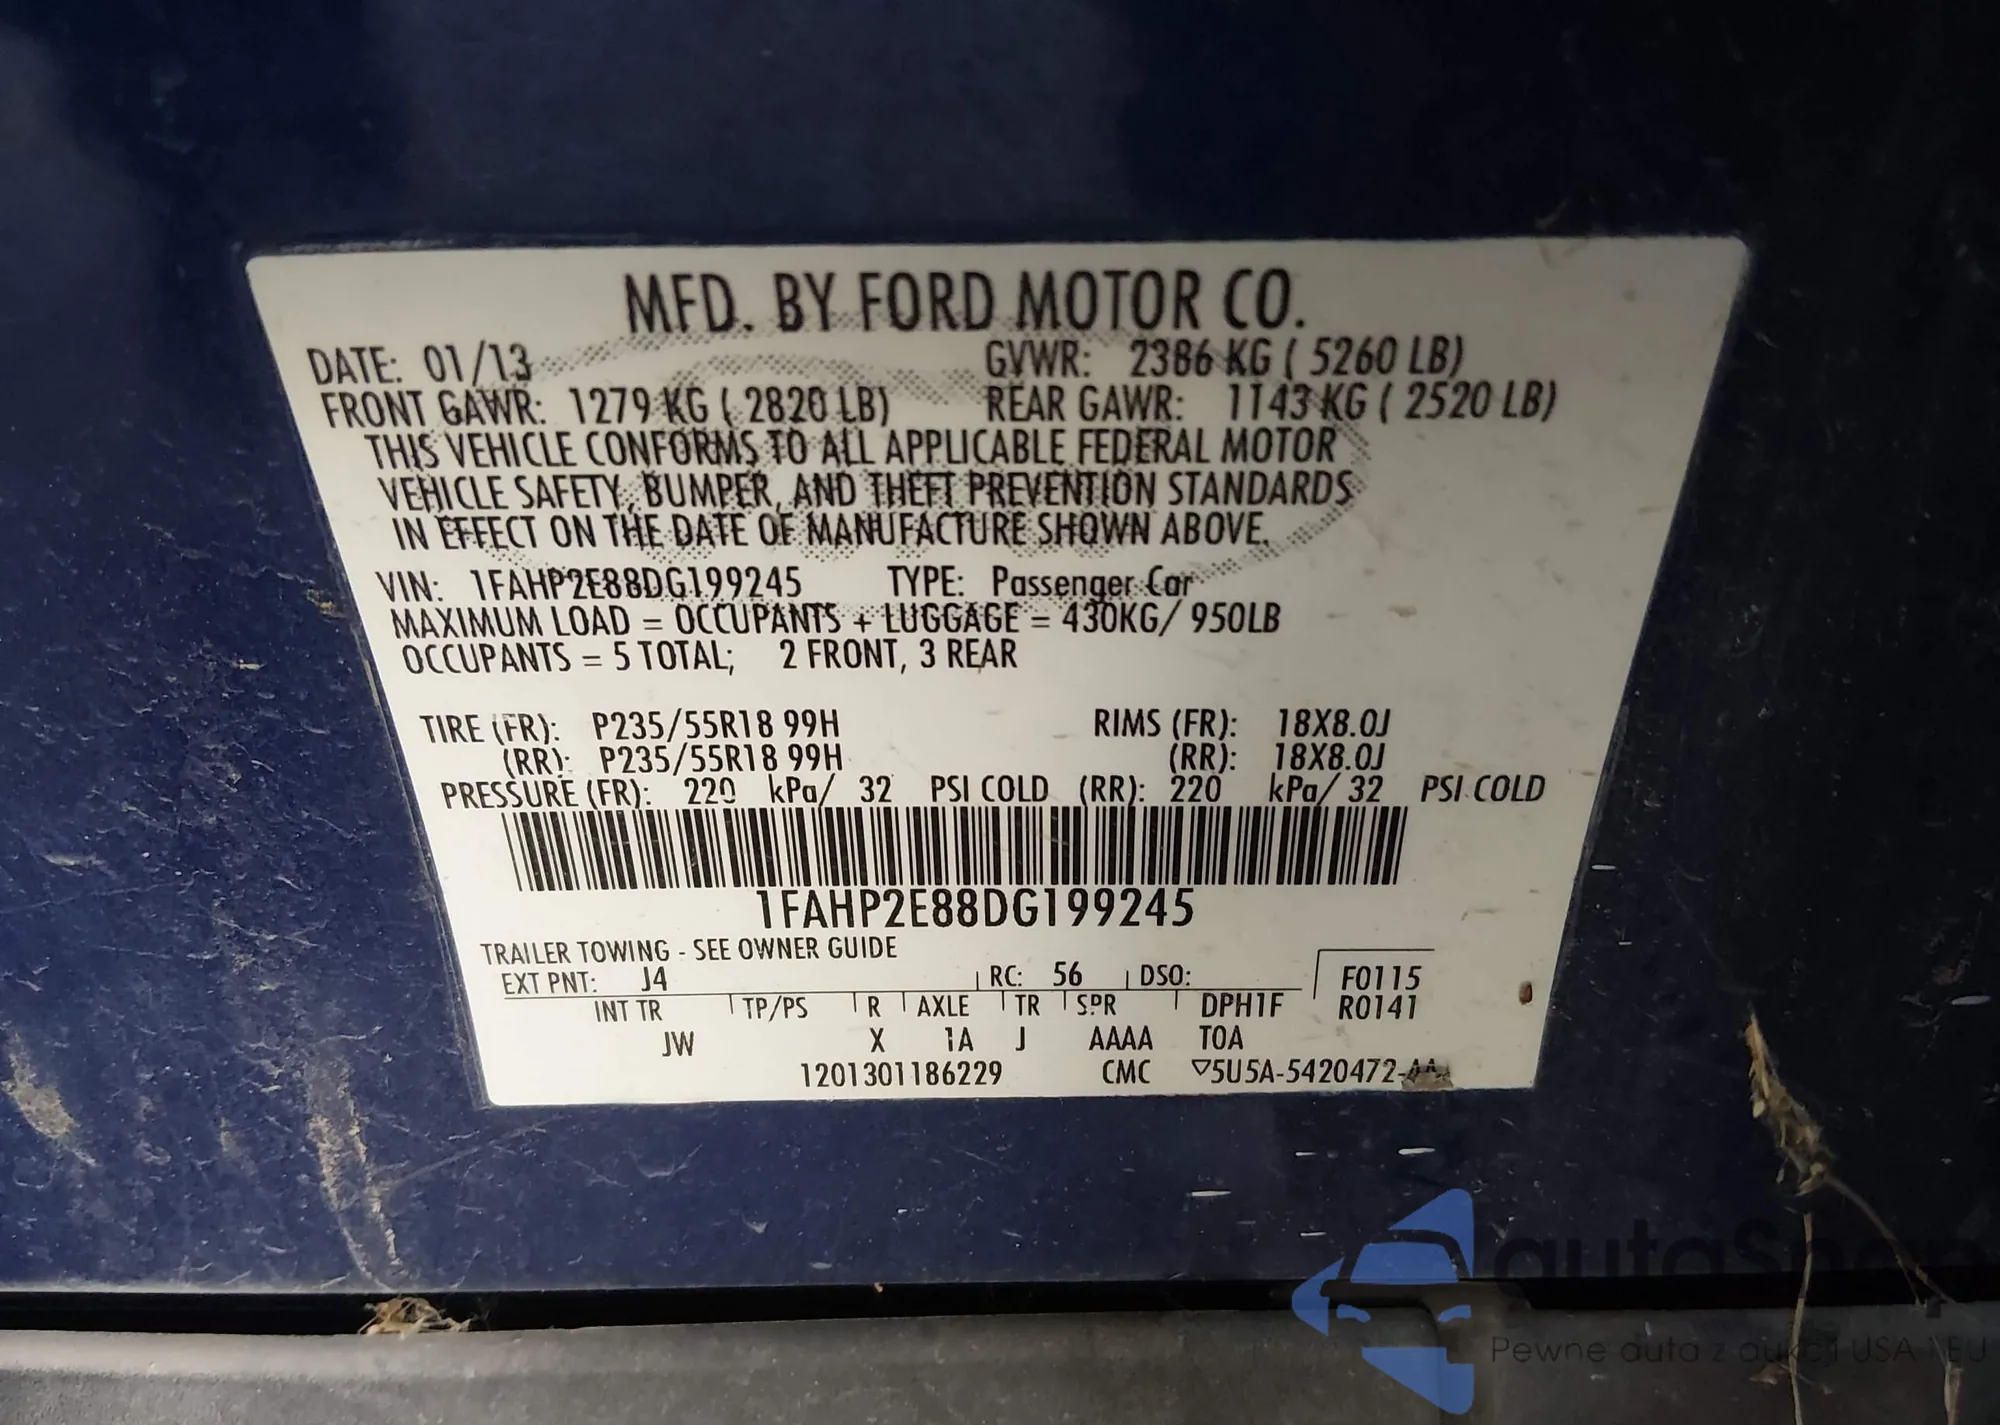 MFD. BY FORD MOTOR CO.
DATE: 01/13 GVWR: 2386 KG ( 5260 LB)
FRONT GAWR: 1279 KG ( 2820 LB) REAR GAWR: 1143 KG ( 2520 LB)
THIS VEHICLE CONFORMS TO ALL APPLICABLE FEDERAL MOTOR
VEHICLE SAFETY, BUMPER, AND THEFT PREVENTION STANDARDS
IN EFFECT ON THE DATE OF MANUFACTURE SHOWN ABOVE.
VIN: 1FAHP2E88DG199245 TYPE: Passenger Car
MAXIMUM LOAD = OCCUPANTS + LUGGAGE = 430KG/ 950LB
OCCUPANTS = 5 TOTAL; 2 FRONT, 3 REAR
TIRE (FR): P235/55R18 99H RIMS (FR): 18X8.0J
(RR): P235/55R18 99H (RR): 18X8.0J
PRESSURE (FR): 220 kPa/ 32 PSI COLD (RR): 220 kPa/ 32 PSI COLD
1FAHP2E88DG199245
TRAILER TOWING - SEE OWNER GUIDE
EXT PNT: J4 RC: 56 DSO: F0115
INT TR TP/PS R AXLE TR SPR DPH1F R0141
JW X 1A J AAAA TOA
1201301186229 CMC ▽5U5A-5420472-AA
autaSnap
Pewne auta z aukcji USA i EU